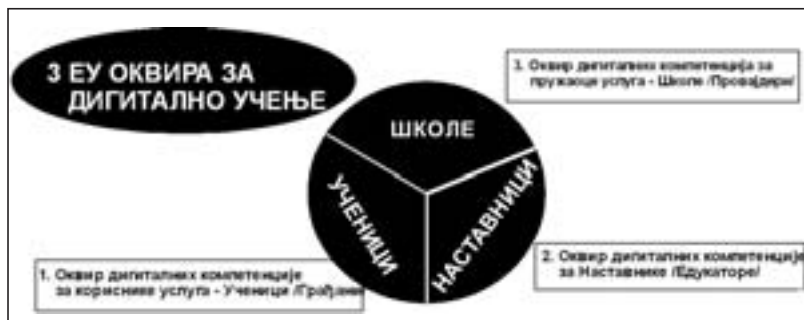 3 ЕУ ОКВИРА ЗА
ДИГИТАЛНО УЧЕЊЕ
3. Оквир дигиталних компетенција за
пружаоце услуга - Школе /Провајдери/
ШКОЛЕ
УЧЕНИЦИ
НАСТАВНИЦИ
1. Оквир дигиталних компетенције
за кориснике услуга - Ученици /Грађани
2. Оквир дигиталних компетенције
за Наставнике /Едукаторе/